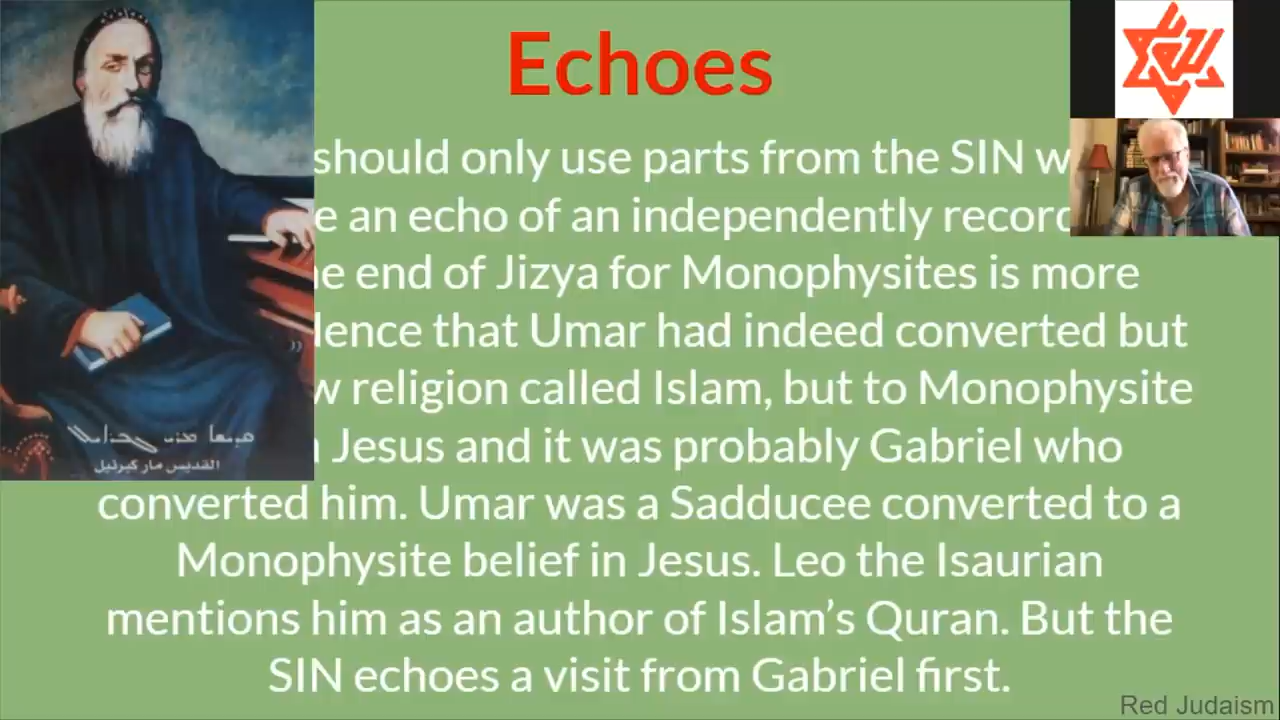 Echoes
should only use parts from the SIN w
e an echo of an independently recor
e end of Jizya for Monophysites is more
lence that Umar had indeed converted but
w religion called Islam, but to Monophysite
Jesus and it was probably Gabriel who
converted him. Umar was a Sadducee converted to a
Monophysite belief in Jesus. Leo the Isaurian
mentions him as an author of Islam’s Quran. But the
SIN echoes a visit from Gabriel first.
القديس مار كبرئيل
Red Judaism